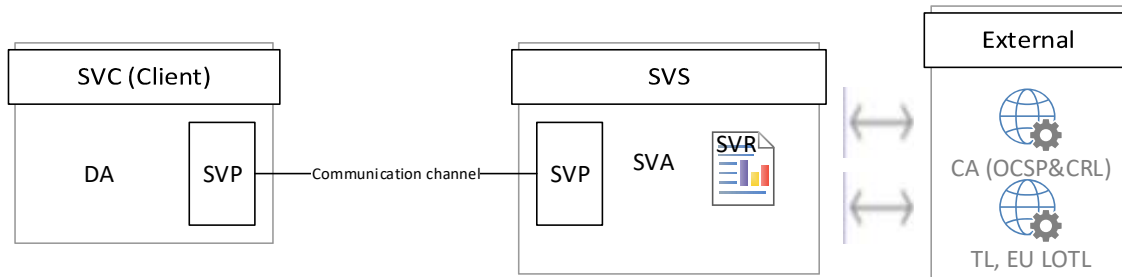 SVC (Client)
DA
SVP
Communication channel
SVS
SVP
SVA
SVR
External
CA (OCSP&CRL)
TL, EU LOTL